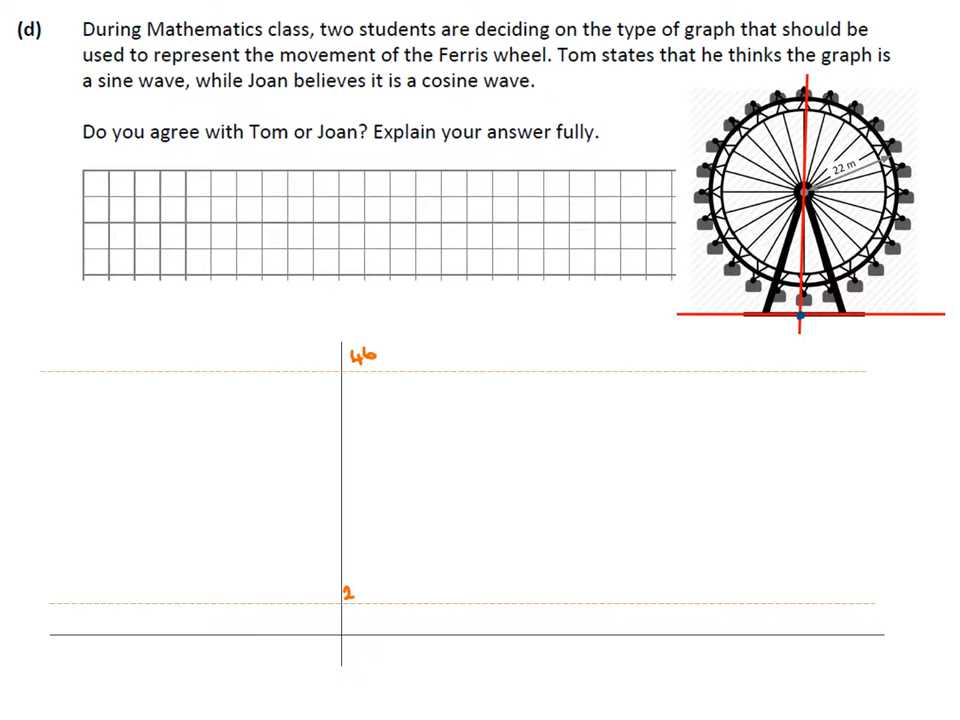 (d) During Mathematics class, two students are deciding on the type of graph that should be
used to represent the movement of the Ferris wheel. Tom states that he thinks the graph is
a sine wave, while Joan believes it is a cosine wave.
Do you agree with Tom or Joan? Explain your answer fully.
22 m
46
2